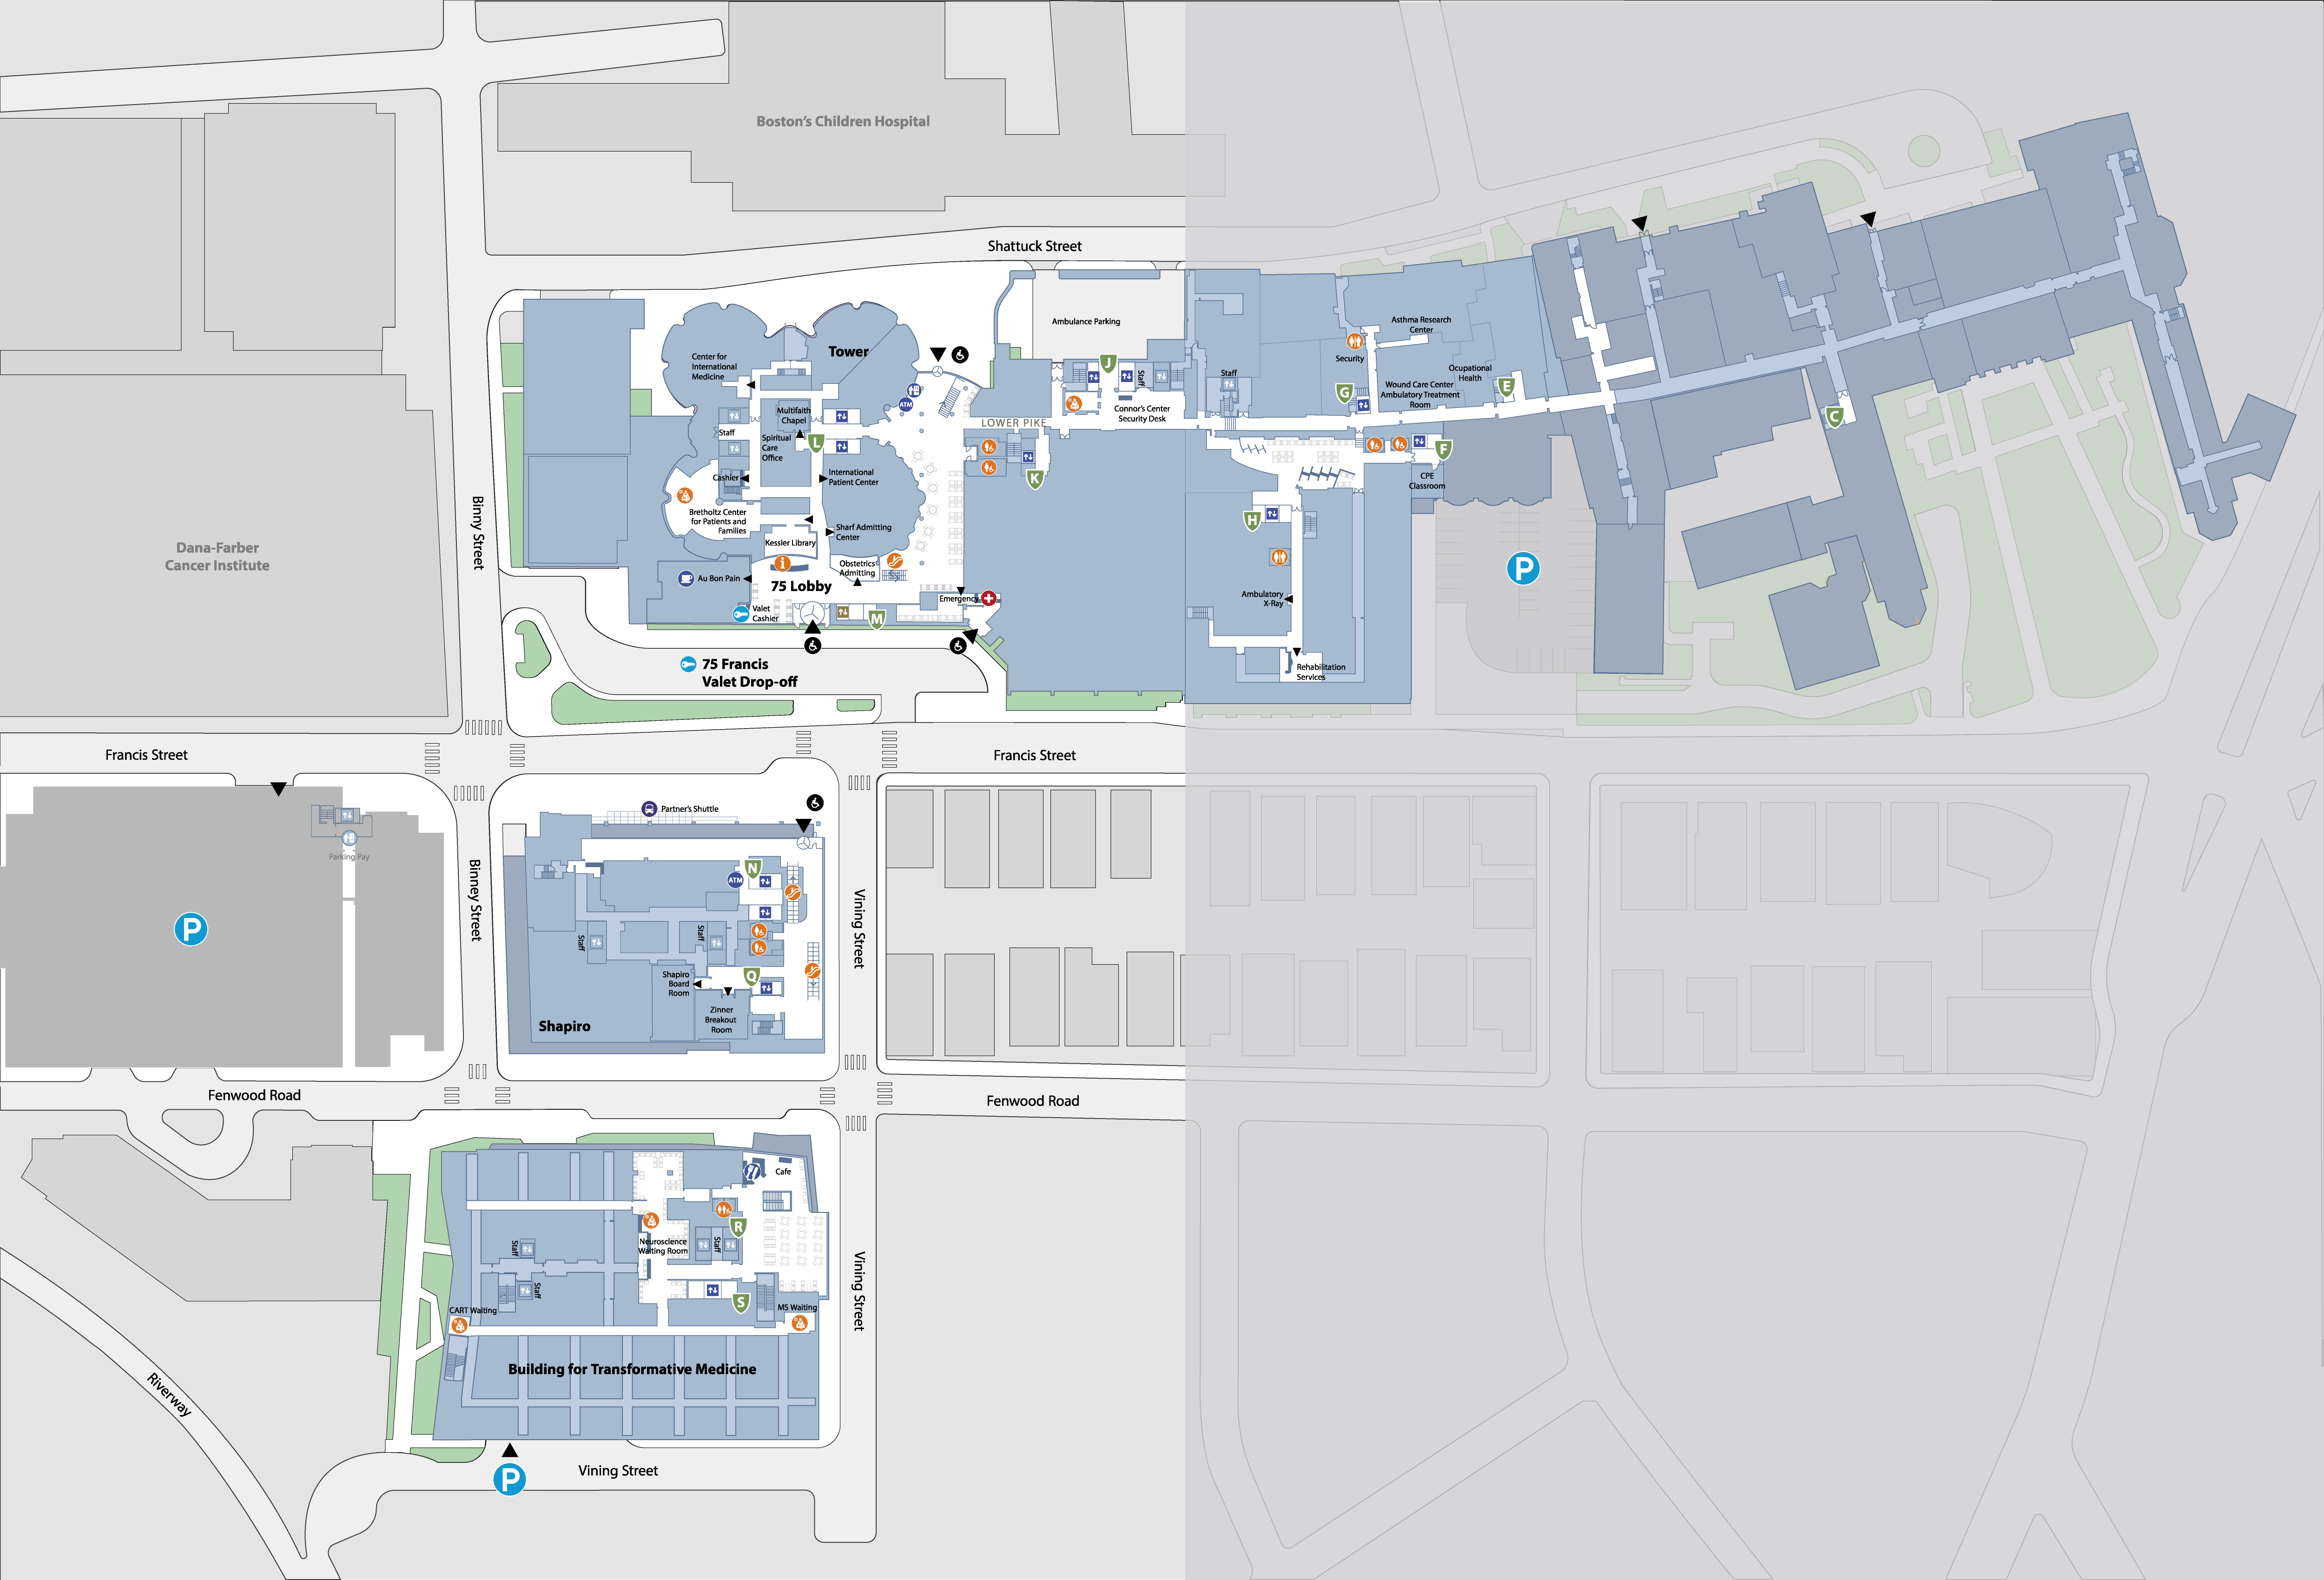 Boston's Children Hospital
Shattuck Street
Ambulance Parking
Asthma Research
Center
Security
Tower
Center for
International
Medicine
J
Staff
Staff
Ocupational
Health
Wound Care Center
Ambulatory Treatment
Room
G
E
ATM
Multifaith
Chapel
Connor's Center
Security Desk
C
LOWER PIKE
Staff
L
Spiritual
Care
Office
F
K
Cashier
International
Patient Center
CPE
Classroom
Binny Street
Bretholtz Center
for Patients and
Families
H
Sharf Admitting
Center
Kessler Library
Dana-Farber
Cancer Institute
i
Obstetrics
Admitting
P
Au Bon Pain
75 Lobby
Emergency
Ambulatory
X-Ray
Valet
Cashier
M
75 Francis
Valet Drop-off
Rehabilitation
Services
Francis Street
Francis Street
Partner's Shuttle
Parking Pay
N
ATM
Binney Street
Vining Street
P
Staff
Staff
Q
Shapiro
Board
Room
Zinner
Breakout
Room
Shapiro
Fenwood Road
Fenwood Road
Cafe
R
Neuroscience
Waiting Room
Staff
Staff
Staff
Vining Street
S
CART Waiting
MS Waiting
Building for Transformative Medicine
Riverway
P
Vining Street